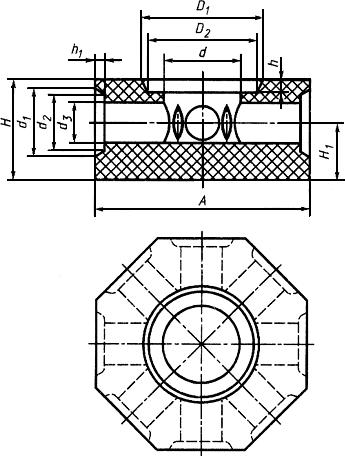 D₁
D₂
h₁
d
h
H
d₁
d₂
d₃
H₁
A